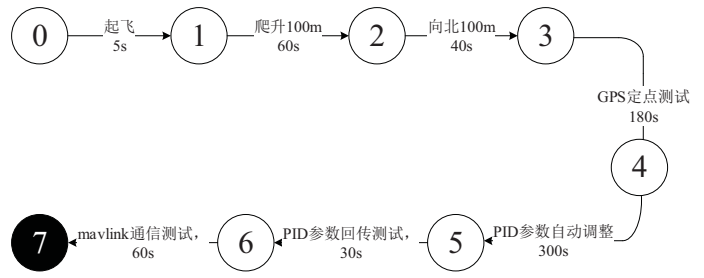 0
起飞
5s
1
爬升100m
60s
2
向北100m
40s
3
GPS定点测试
180s
4
PID参数自动调整
300s
5
PID参数回传测试，
30s
6
mavlink通信测试，
60s
7